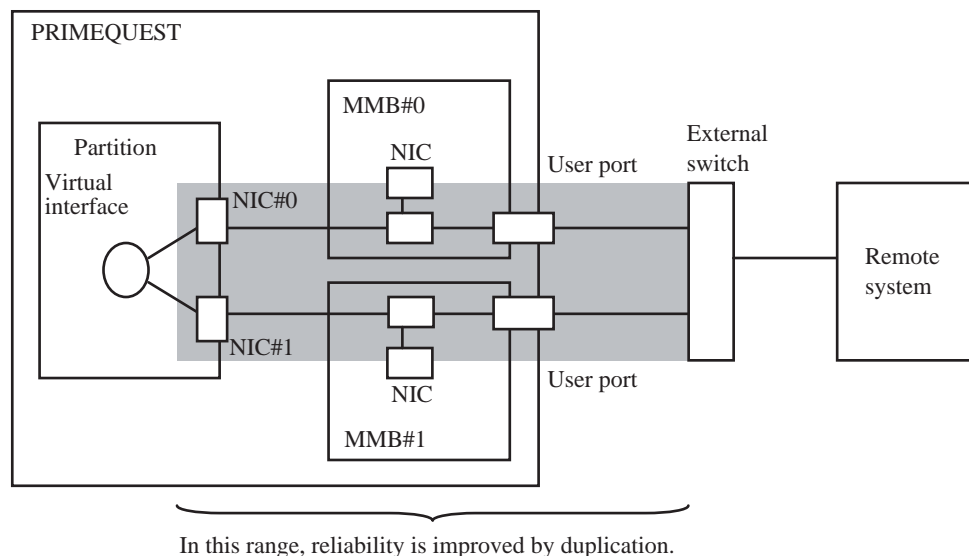 PRIMEQUEST
MMB#0
Partition
NIC
User port
External
switch
Virtual
interface
NIC#0
Remote
system
NIC#1
NIC
User port
MMB#1
In this range, reliability is improved by duplication.